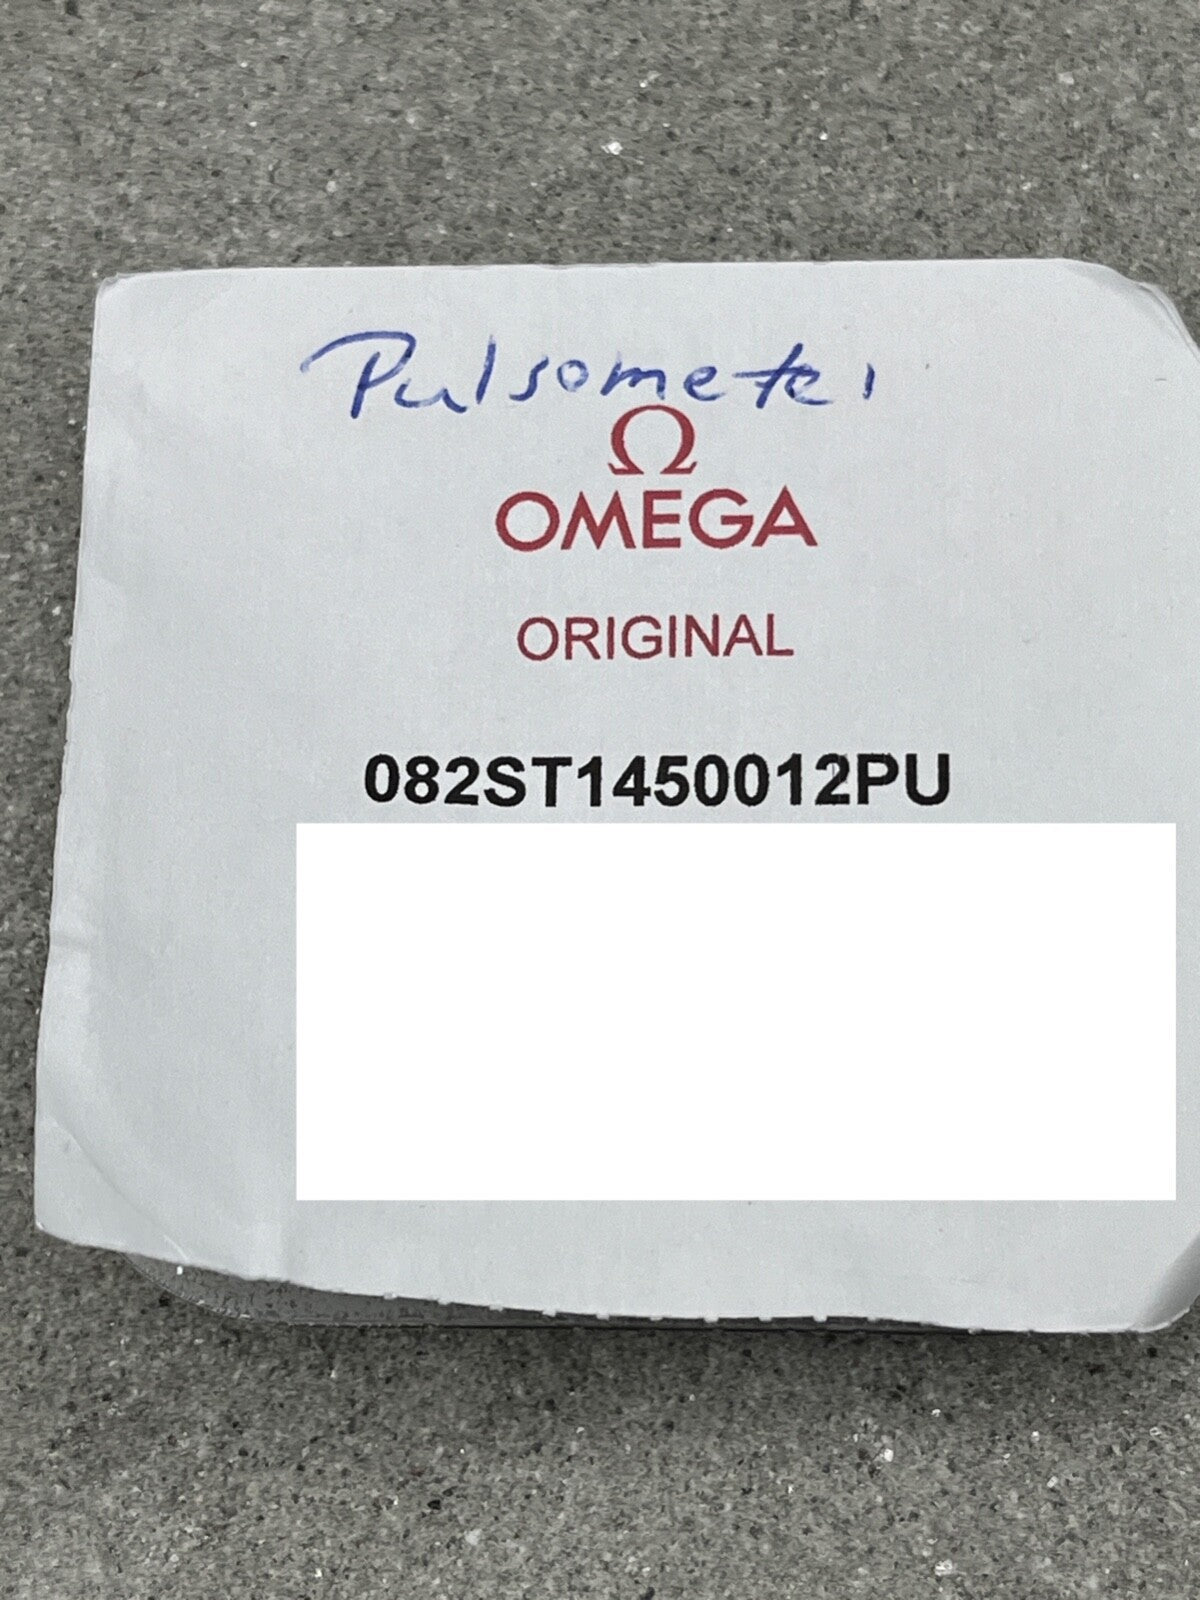 Pulsometer
Ω
OMEGA
ORIGINAL
082ST1450012PU